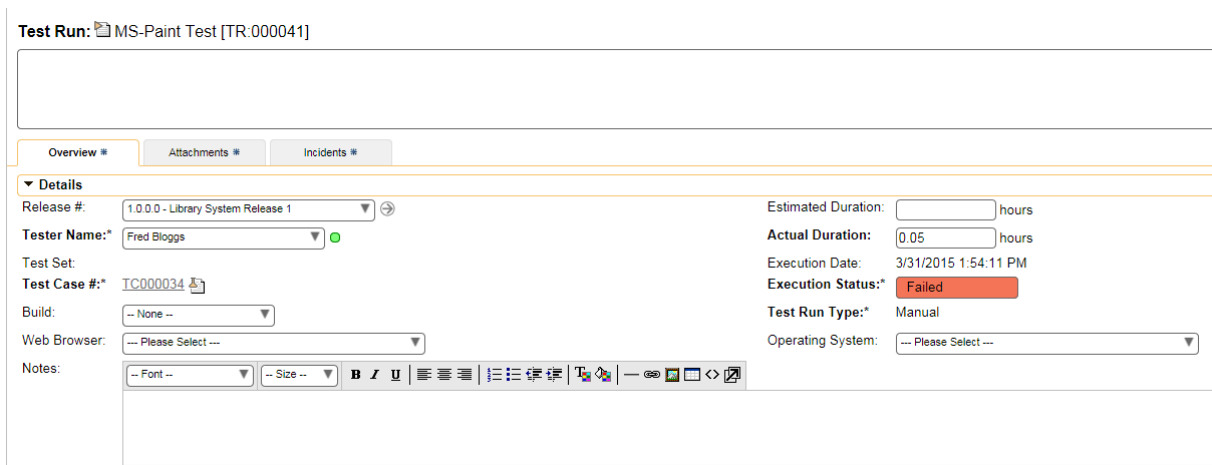 Test Run: MS-Paint Test [TR:000041]
Overview Attachments Incidents
Details
Release #: 1.0.0.0 - Library System Release 1 Estimated Duration: hours
Tester Name:* Fred Bloggs Actual Duration: 0.05 hours
Test Set: Execution Date: 3/31/2015 1:54:11 PM
Test Case #:* TC000034 Execution Status:* Failed
Build: -- None -- Test Run Type:* Manual
Web Browser: --- Please Select --- Operating System: --- Please Select ---
Notes: -- Font -- -- Size -- B I U